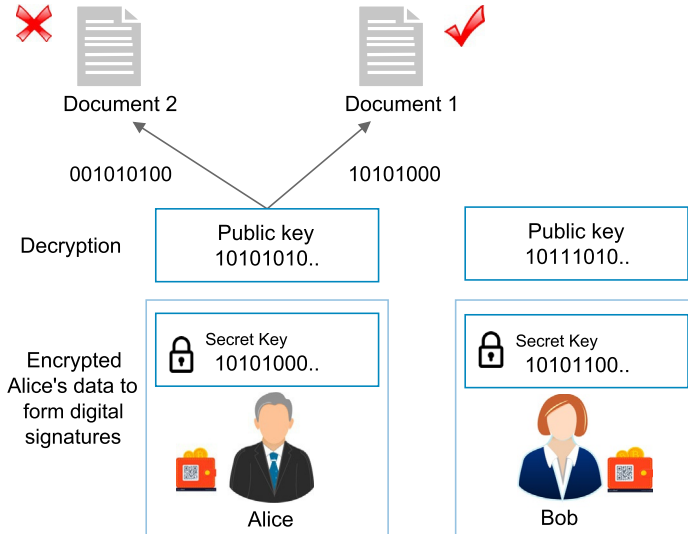 Document 2
Document 1
001010100
10101000
Decryption
Public key
10101010..
Public key
10111010..
Encrypted
Alice's data to
form digital
signatures
Secret Key
10101000..
Secret Key
10101100..
Alice
Bob